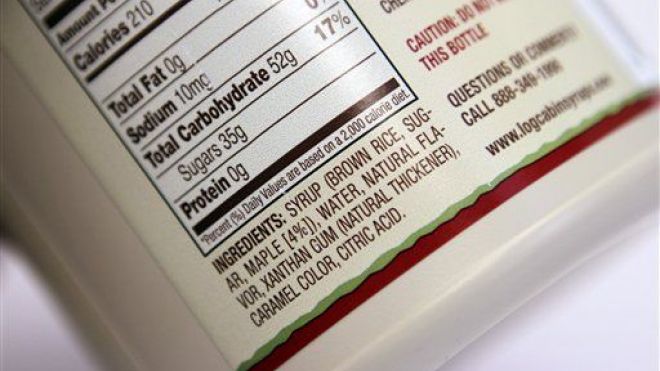 Amount Po
Calories 210
Total Fat 0g
Sodium 10mg
Total Carbohydrate 52g 17%
Sugars 35g
Protein 0g
*Percent (%) Daily Values are based on a 2,000 calorie diet.
INGREDIENTS: SYRUP (BROWN RICE, SUG-
AR, MAPLE [4%]), WATER, NATURAL FLA-
VOR, XANTHAN GUM (NATURAL THICKENER),
CARAMEL COLOR, CITRIC ACID.
CAUTION: DO NO
THIS BOTTLE
QUESTIONS OR COMMENTS
CALL 888-
www.logcabinsyrups.com